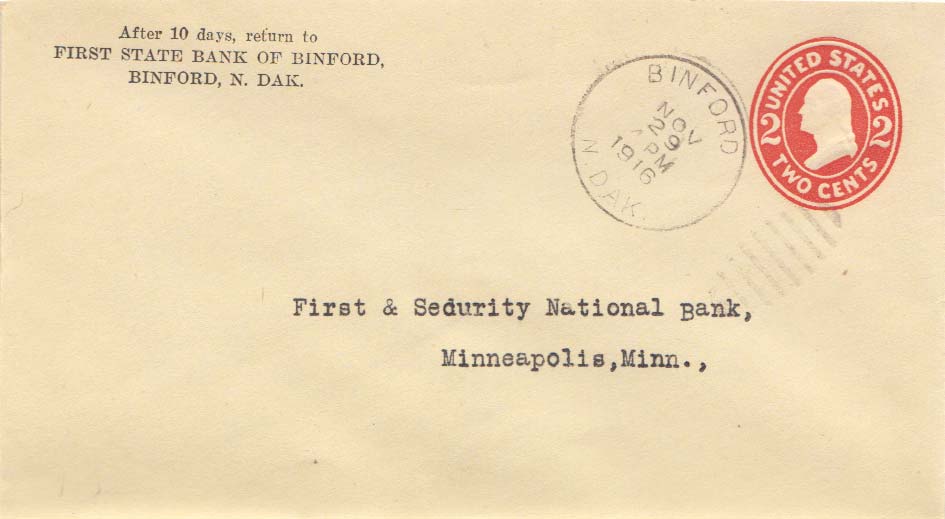 After 10 days, return to
FIRST STATE BANK OF BINFORD,
BINFORD, N. DAK.
BINFORD
NOV
29
PM
1916
N. DAK.
UNITED STATES
2 2
TWO CENTS
First & Sedurity National Bank,
Minneapolis,Minn.,